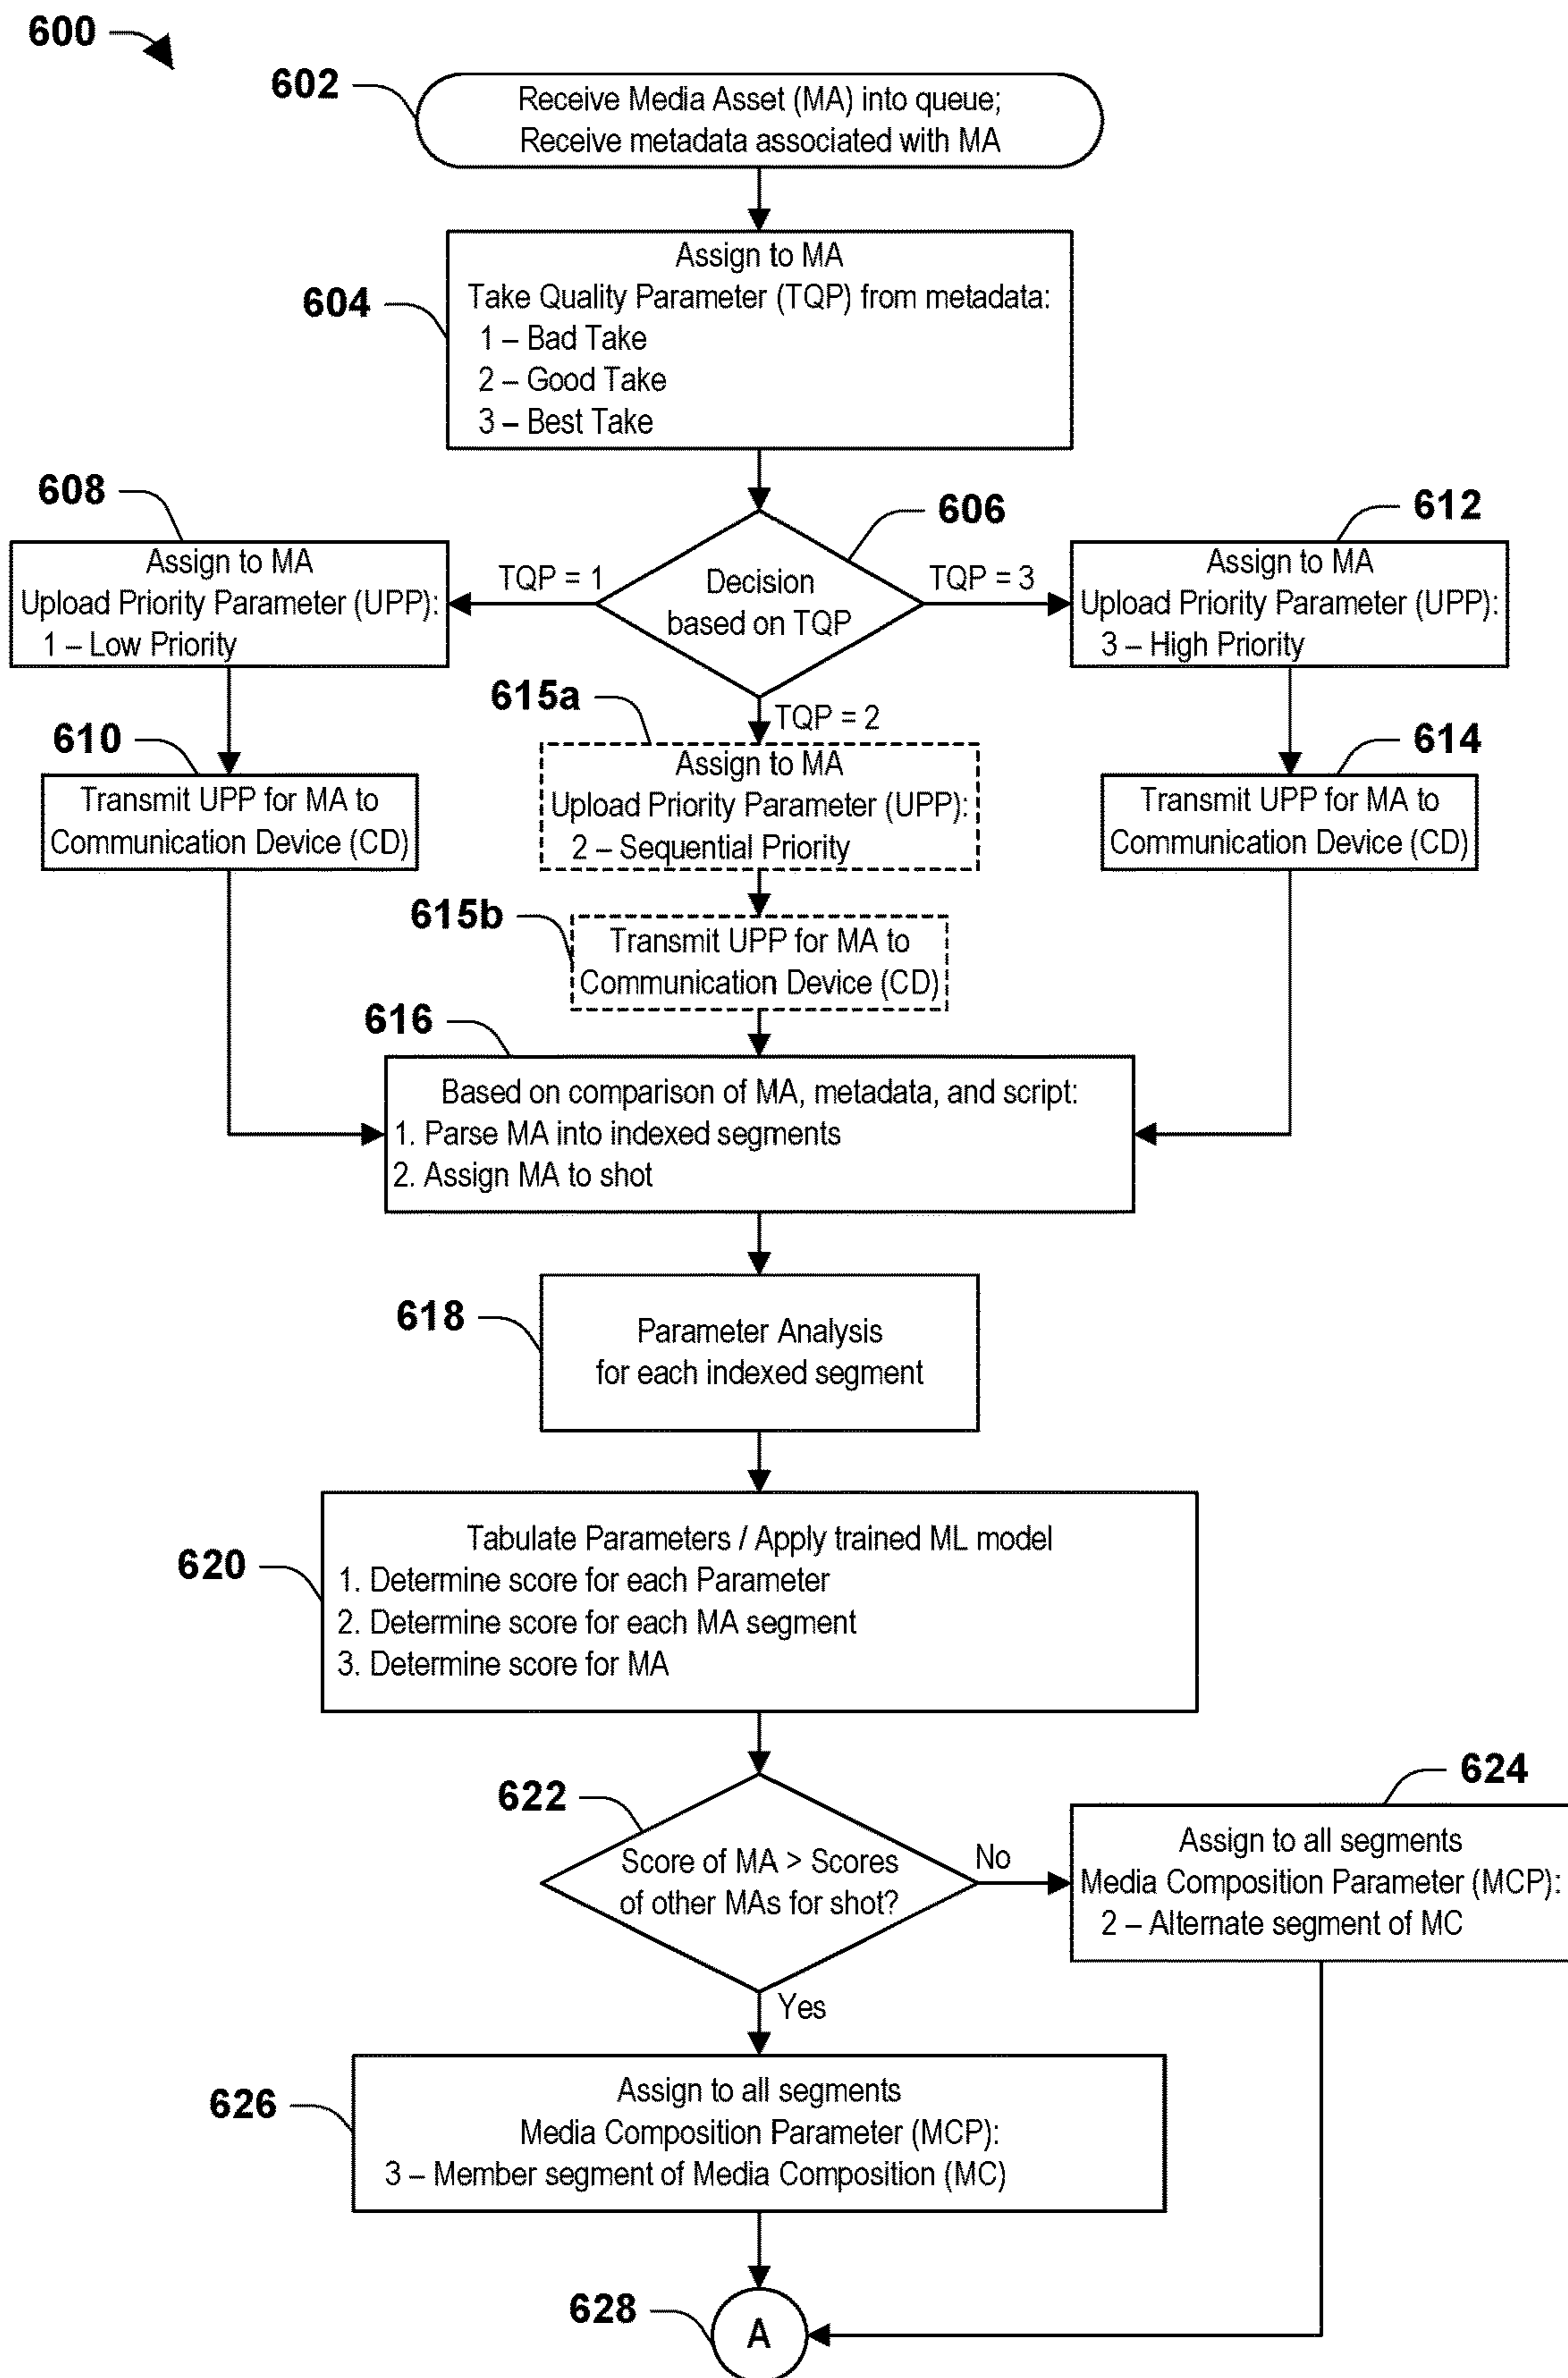 600
602
Receive Media Asset (MA) into queue;
Receive metadata associated with MA
604
Assign to MA
Take Quality Parameter (TQP) from metadata:
1 – Bad Take
2 – Good Take
3 – Best Take
606
Decision
based on TQP
TQP = 1
TQP = 3
TQP = 2
608
Assign to MA
Upload Priority Parameter (UPP):
1 – Low Priority
612
Assign to MA
Upload Priority Parameter (UPP):
3 – High Priority
610
Transmit UPP for MA to
Communication Device (CD)
615a
Assign to MA
Upload Priority Parameter (UPP):
2 – Sequential Priority
614
Transmit UPP for MA to
Communication Device (CD)
615b
Transmit UPP for MA to
Communication Device (CD)
616
Based on comparison of MA, metadata, and script:
1. Parse MA into indexed segments
2. Assign MA to shot
618
Parameter Analysis
for each indexed segment
620
Tabulate Parameters / Apply trained ML model
1. Determine score for each Parameter
2. Determine score for each MA segment
3. Determine score for MA
622
Score of MA > Scores
of other MAs for shot?
No
Yes
624
Assign to all segments
Media Composition Parameter (MCP):
2 – Alternate segment of MC
626
Assign to all segments
Media Composition Parameter (MCP):
3 – Member segment of Media Composition (MC)
628
A